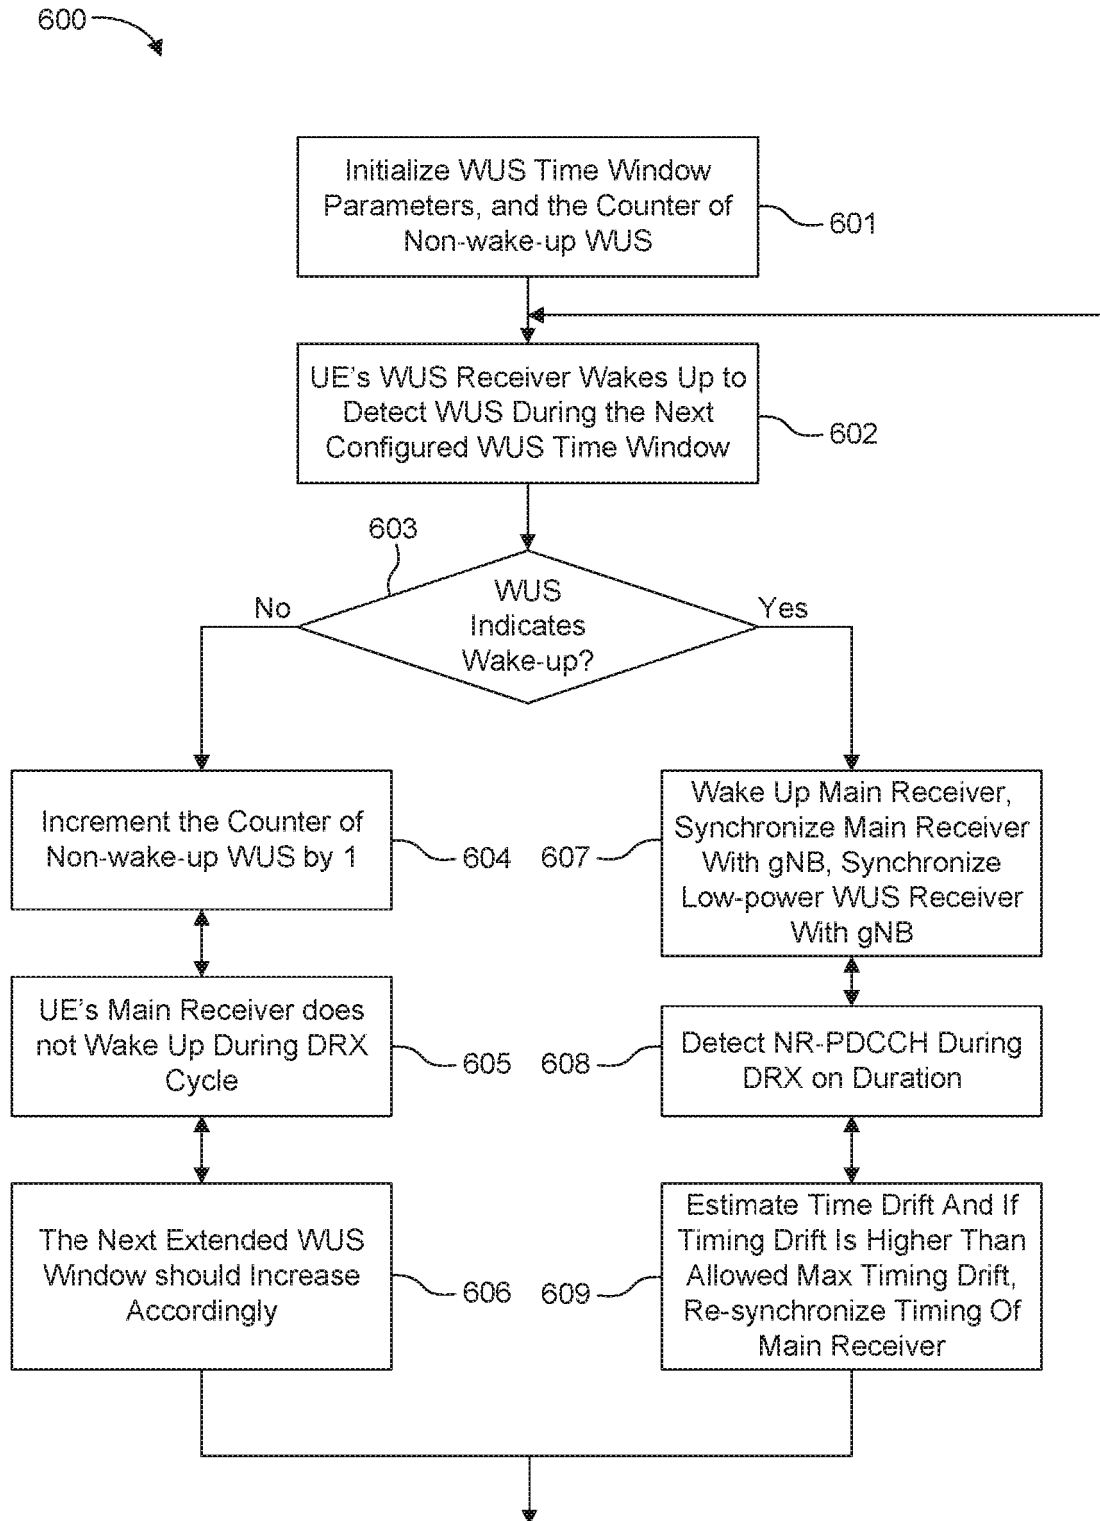 600
Initialize WUS Time Window
Parameters, and the Counter of
Non-wake-up WUS
601
UE's WUS Receiver Wakes Up to
Detect WUS During the Next
Configured WUS Time Window
602
603
WUS
Indicates
Wake-up?
No
Yes
Increment the Counter of
Non-wake-up WUS by 1
604
607
Wake Up Main Receiver,
Synchronize Main Receiver
With gNB, Synchronize
Low-power WUS Receiver
With gNB
UE's Main Receiver does
not Wake Up During DRX
Cycle
605
608
Detect NR-PDCCH During
DRX on Duration
The Next Extended WUS
Window should Increase
Accordingly
606
609
Estimate Time Drift And If
Timing Drift Is Higher Than
Allowed Max Timing Drift,
Re-synchronize Timing Of
Main Receiver